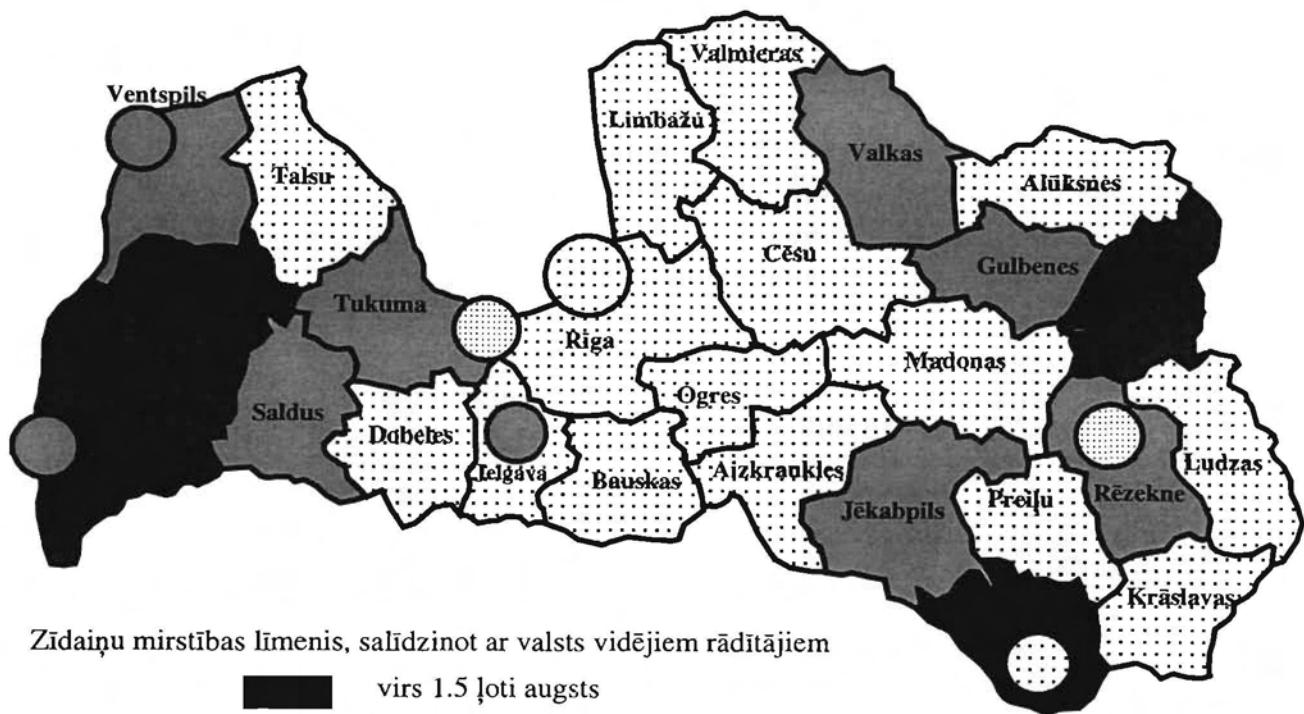 Valmieras
Ventspils
Limbažu
Valkas
Talsu
Alūksnes
Cēsu
Gulbenes
Tukuma
Rīga
Madonas
Ogres
Saldus
Dobeles
Jelgava
Bauskas
Aizkraukles
Ludzas
Rēzekne
Preiļu
Jēkabpils
Krāslavas
Zīdaiņu mirstības līmenis, salīdzinot ar valsts vidējiem rādītājiem
virs 1.5 ļoti augsts